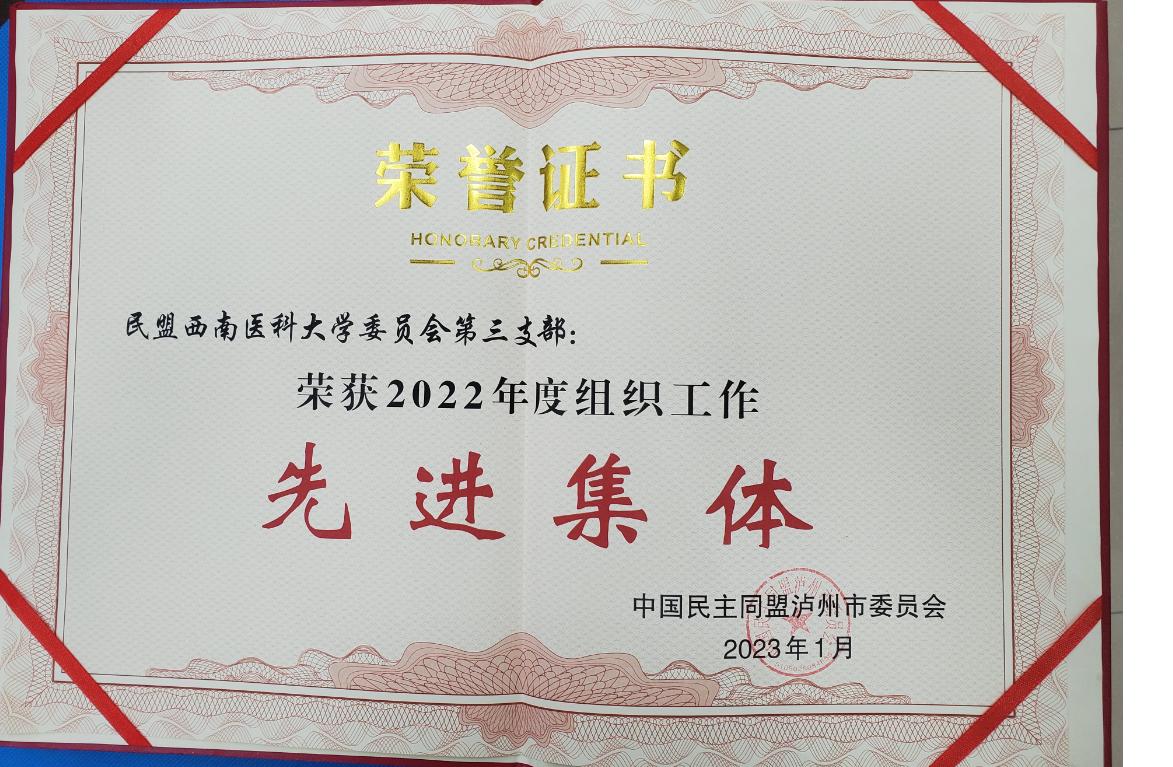 荣誉证书
HONORARY CREDENTIAL
民盟西南医科大学委员会第三支部：
荣获2022年度组织工作
先进集体
中国民主同盟泸州市委员会
2023年1月